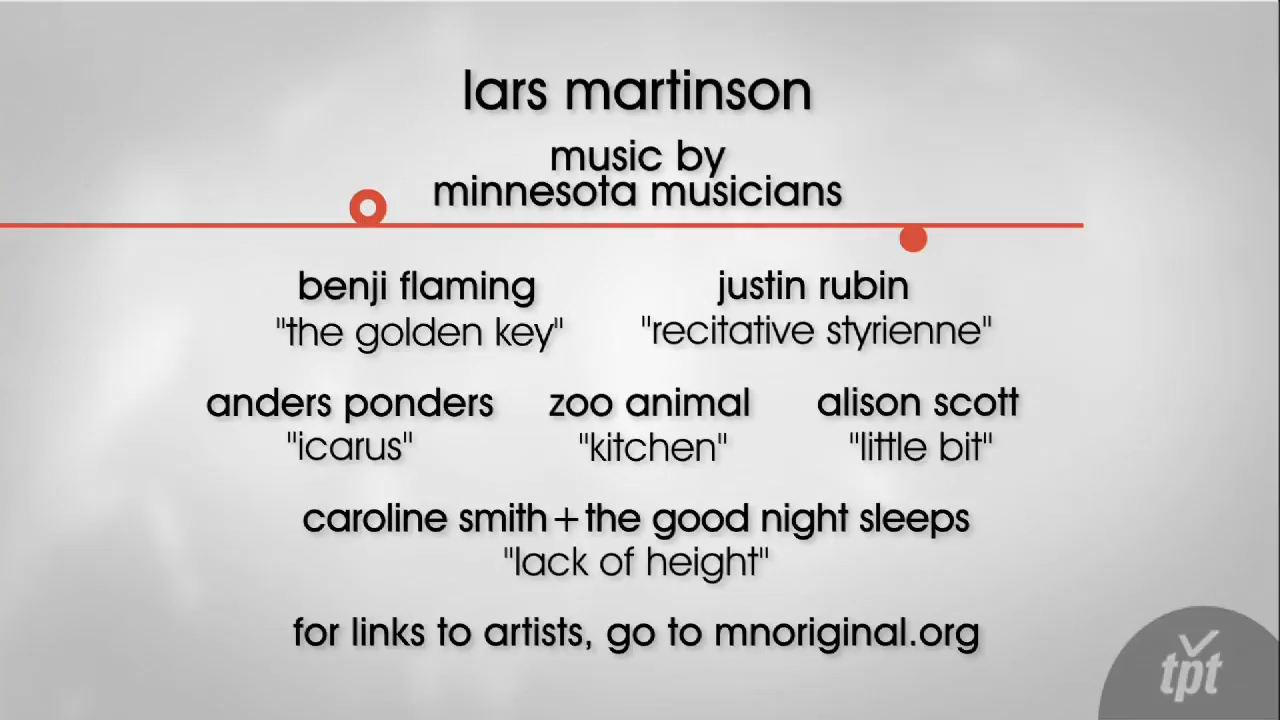 lars martinson
music by
minnesota musicians
benji flaming justin rubin
"the golden key" "recitative styrienne"
anders ponders zoo animal alison scott
"icarus" "kitchen" "little bit"
caroline smith+the good night sleeps
"lack of height"
for links to artists, go to mnoriginal.org
tpt